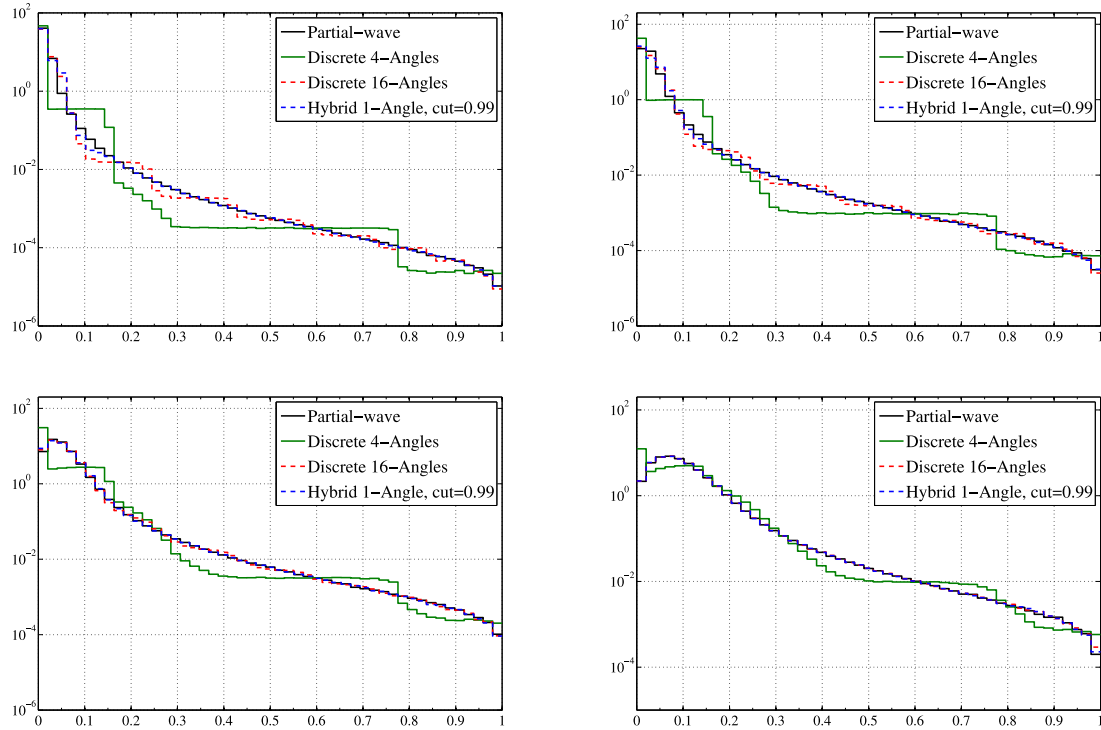 10^2
10^0
10^-2
10^-4
10^-6
0 0.1 0.2 0.3 0.4 0.5 0.6 0.7 0.8 0.9 1
Partial-wave
Discrete 4-Angles
Discrete 16-Angles
Hybrid 1-Angle, cut=0.99
10^2
10^0
10^-2
10^-4
10^-6
0 0.1 0.2 0.3 0.4 0.5 0.6 0.7 0.8 0.9 1
Partial-wave
Discrete 4-Angles
Discrete 16-Angles
Hybrid 1-Angle, cut=0.99
10^2
10^0
10^-2
10^-4
10^-6
0 0.1 0.2 0.3 0.4 0.5 0.6 0.7 0.8 0.9 1
Partial-wave
Discrete 4-Angles
Discrete 16-Angles
Hybrid 1-Angle, cut=0.99
10^2
10^0
10^-2
10^-4
0 0.1 0.2 0.3 0.4 0.5 0.6 0.7 0.8 0.9 1
Partial-wave
Discrete 4-Angles
Discrete 16-Angles
Hybrid 1-Angle, cut=0.99